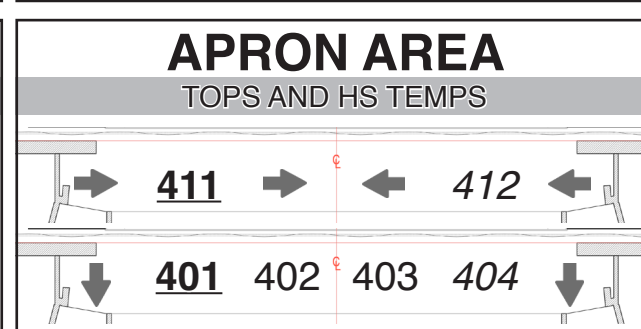 APRON AREA
TOPS AND HS TEMPS
℄
411 412
℄
401 402 403 404